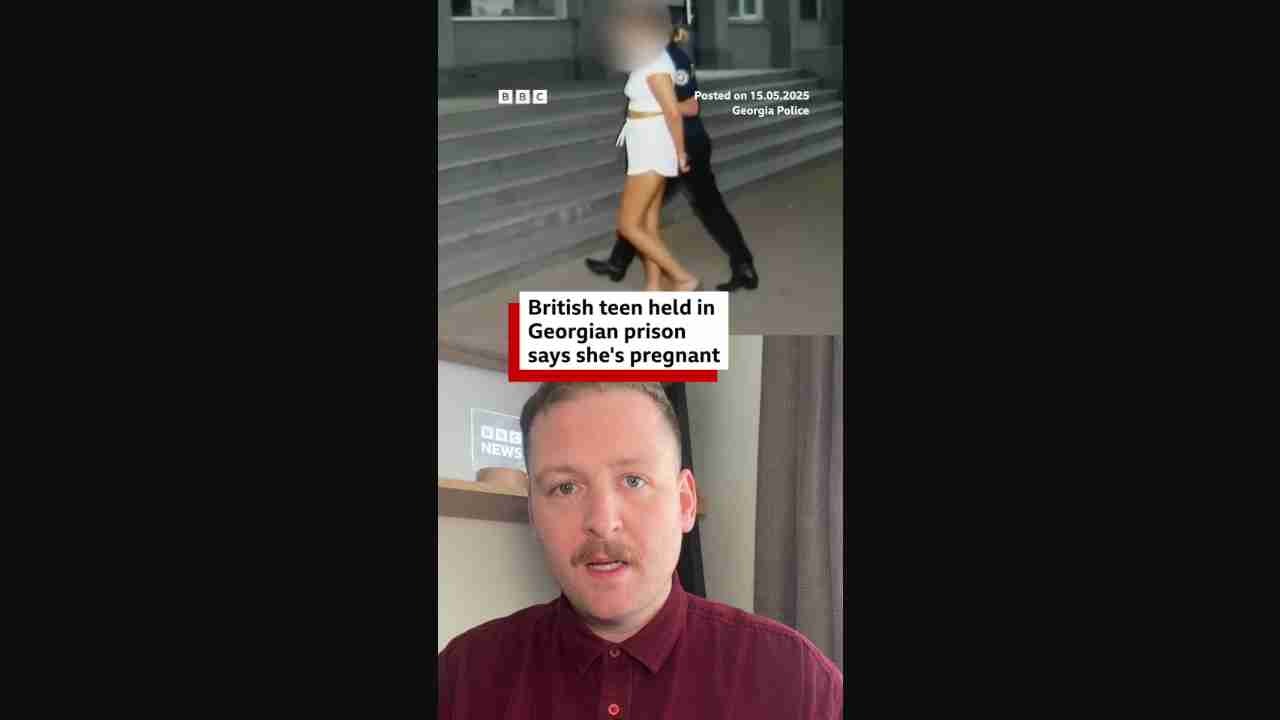 BBC
Posted on 15.05.2025
Georgia Police
British teen held in
Georgian prison
says she's pregnant
BBC
NEWS